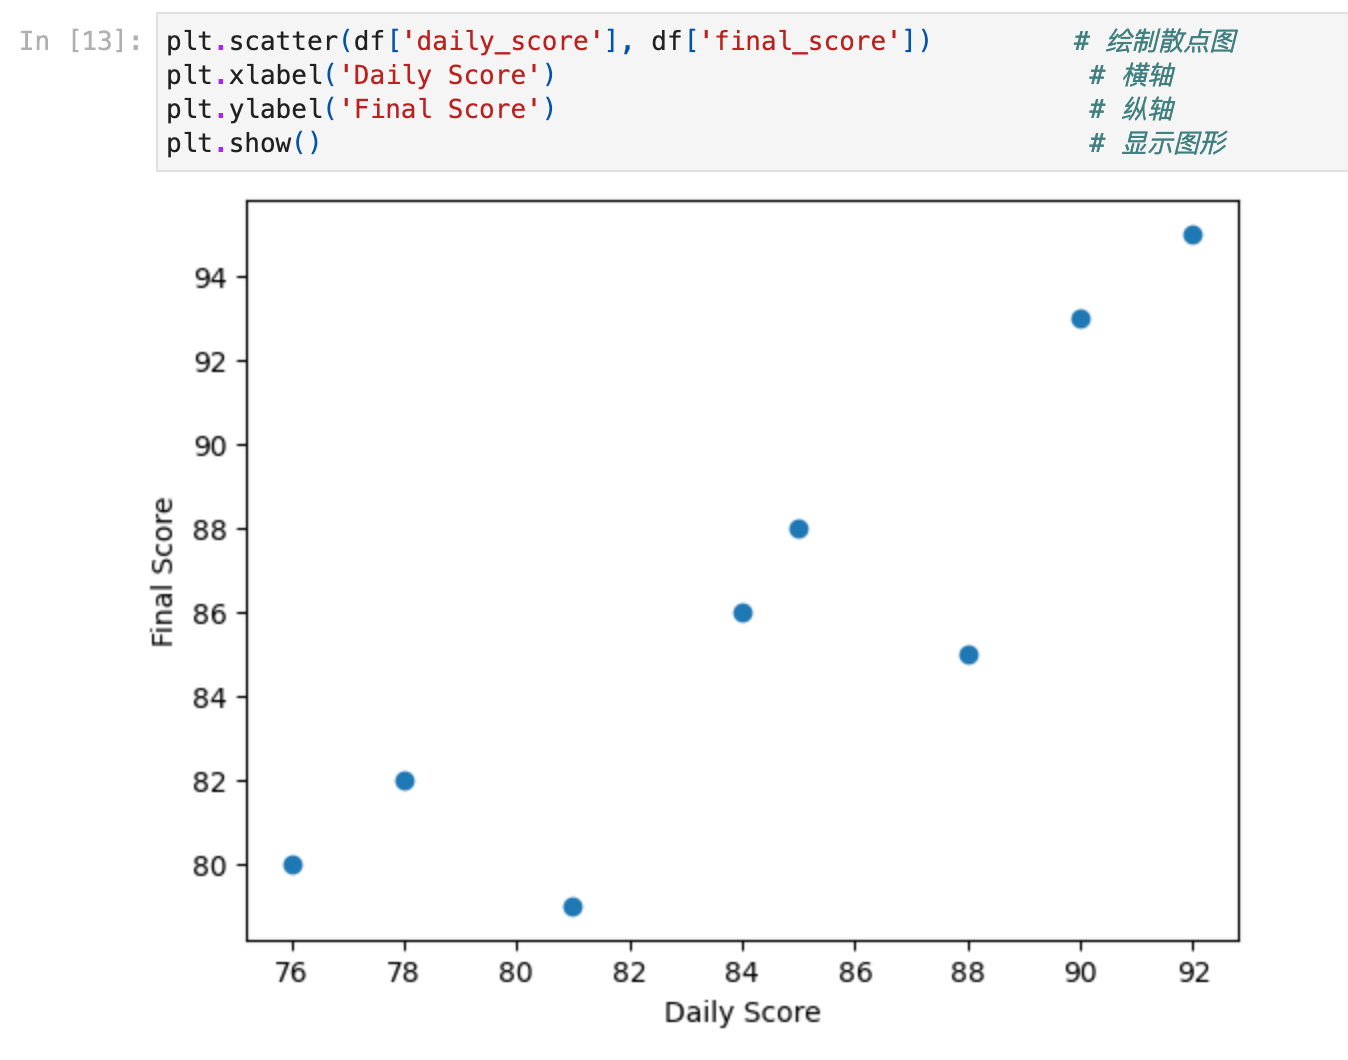 In [13]: plt.scatter(df['daily_score'], df['final_score']) # 绘制散点图
plt.xlabel('Daily Score') # 横轴
plt.ylabel('Final Score') # 纵轴
plt.show() # 显示图形
94
92
90
88
86
84
82
80
Final Score
76 78 80 82 84 86 88 90 92
Daily Score